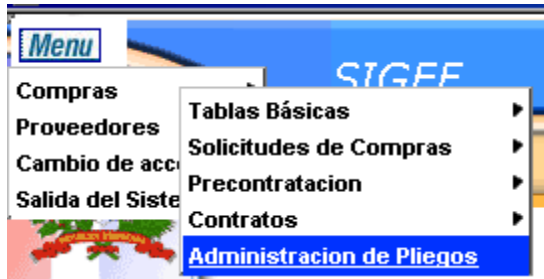 Menu
SIGEF
Compras
Proveedores
Cambio de acc
Salida del Siste
Tablas Básicas
Solicitudes de Compras
Precontratacion
Contratos
Administracion de Pliegos